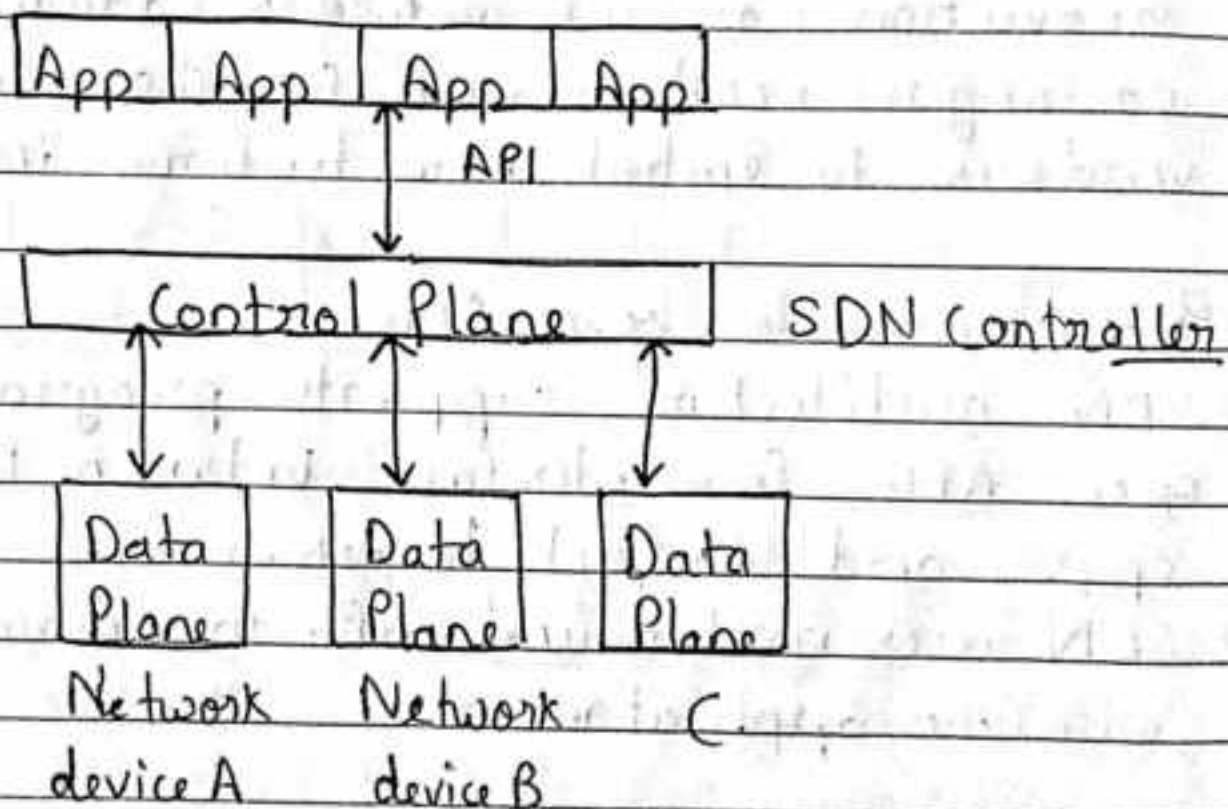 App App App App
API
Control Plane SDN Controller
Data Data Data
Plane Plane Plane
Network Network C
device A device B